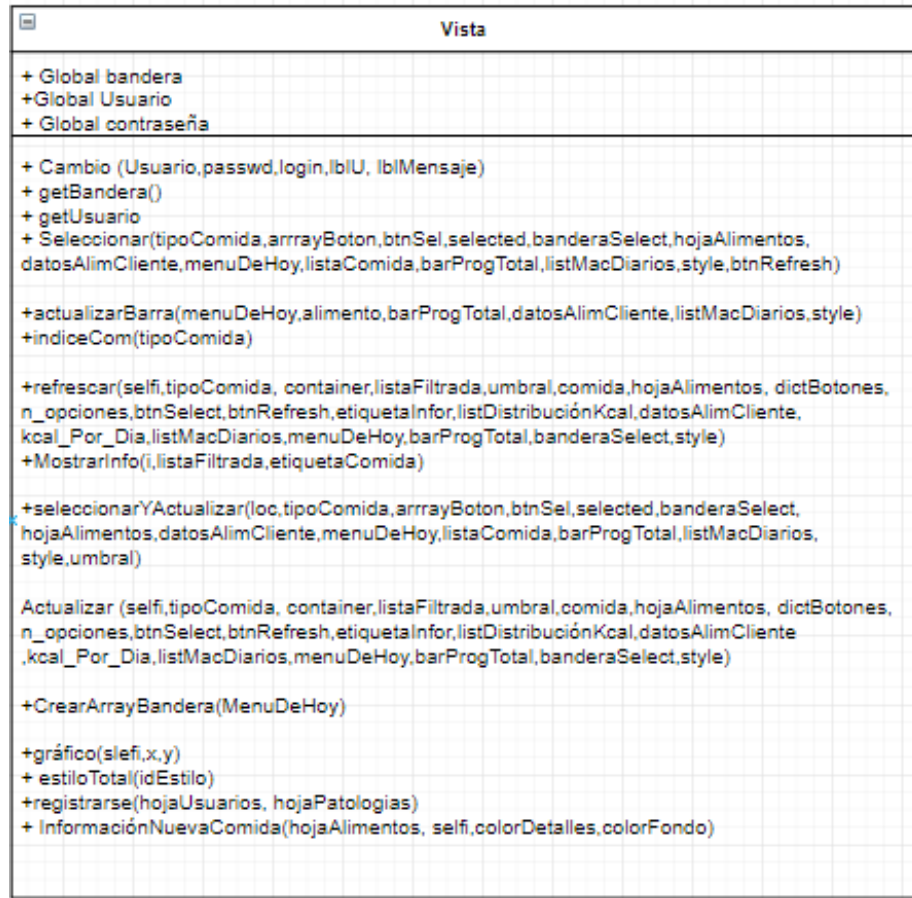 Vista
+ Global bandera
+Global Usuario
+ Global contraseña
+ Cambio (Usuario,passwd,login,lblU, lblMensaje)
+ getBandera()
+ getUsuario
+ Seleccionar(tipoComida,arrrayBoton,btnSel,selected,banderaSelect,hojaAlimentos,
datosAlimCliente,menuDeHoy,listaComida,barProgTotal,listMacDiarios,style,btnRefresh)
+actualizarBarra(menuDeHoy,alimento,barProgTotal,datosAlimCliente,listMacDiarios,style)
+indiceCom(tipoComida)
+refrescar(selfi,tipoComida, container,listaFiltrada,umbral,comida,hojaAlimentos, dictBotones,
n_opciones,btnSelect,btnRefresh,etiquetaInfor,listDistribuciónKcal,datosAlimCliente,
kcal_Por_Dia,listMacDiarios,menuDeHoy,barProgTotal,banderaSelect,style)
+MostrarInfo(i,listaFiltrada,etiquetaComida)
+seleccionarYActualizar(loc,tipoComida,arrrayBoton,btnSel,selected,banderaSelect,
hojaAlimentos,datosAlimCliente,menuDeHoy,listaComida,barProgTotal,listMacDiarios,
style,umbral)
Actualizar (selfi,tipoComida, container,listaFiltrada,umbral,comida,hojaAlimentos, dictBotones,
n_opciones,btnSelect,btnRefresh,etiquetaInfor,listDistribuciónKcal,datosAlimCliente
,kcal_Por_Dia,listMacDiarios,menuDeHoy,barProgTotal,banderaSelect,style)
+CrearArrayBandera(MenuDeHoy)
+gráfico(slefi,x,y)
+ estiloTotal(idEstilo)
+registrarse(hojaUsuarios, hojaPatologias)
+ InformaciónNuevaComida(hojaAlimentos, selfi,colorDetalles,colorFondo)